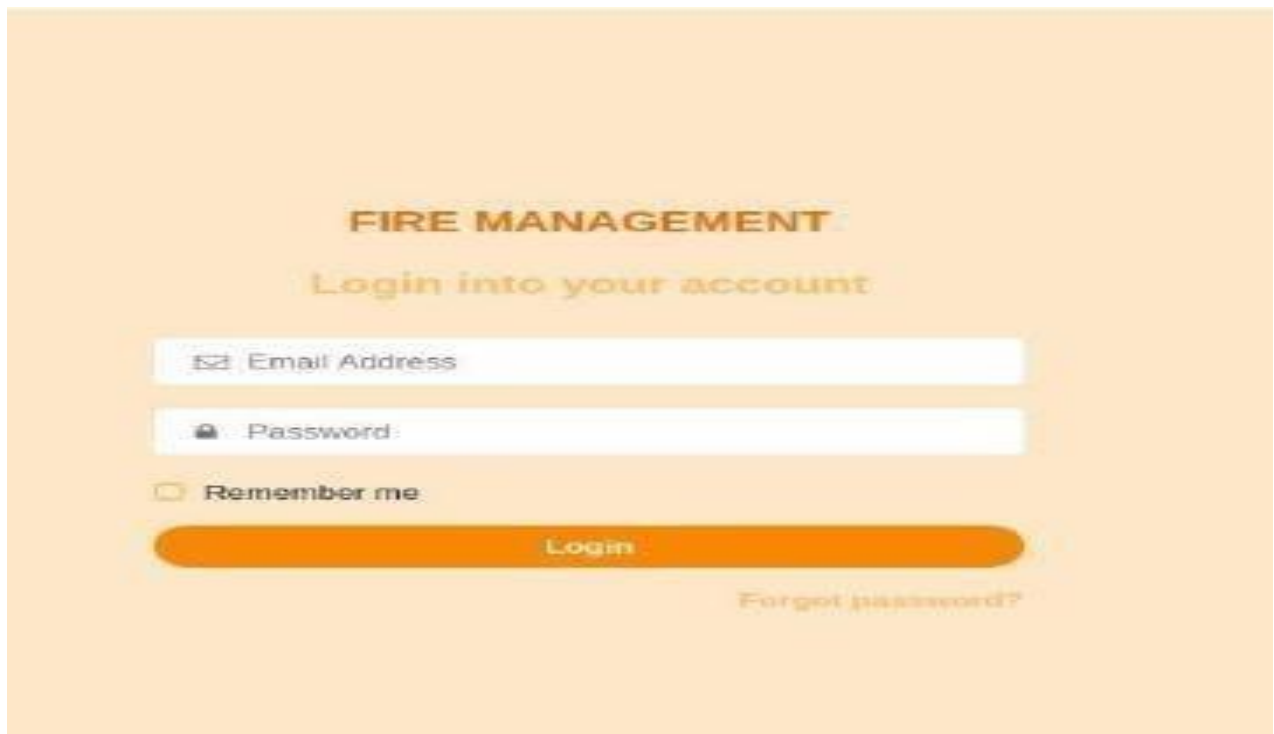 FIRE MANAGEMENT
Login into your account
Email Address
Password
Remember me
Login
Forgot password?